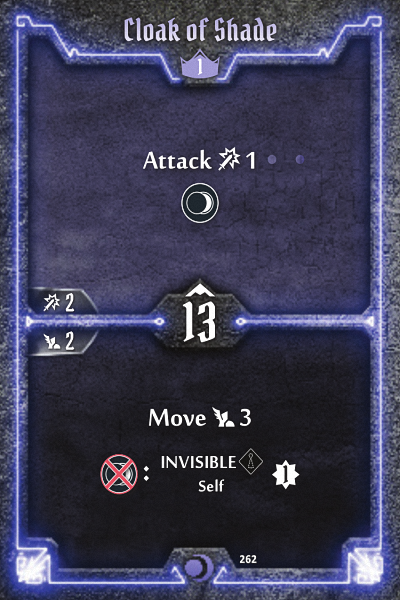 Cloak of Shade
1
Attack 1
2
13
2
Move 3
: INVISIBLE 1
Self
262